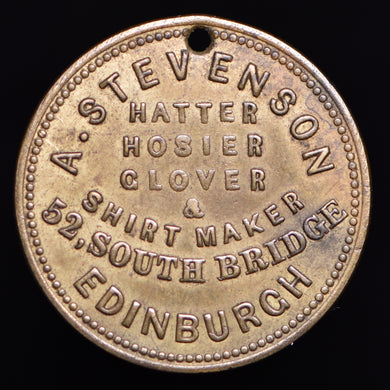 A. STEVENSON
HATTER
HOSIER
GLOVER
&
SHIRT MAKER
52, SOUTH BRIDGE
EDINBURGH